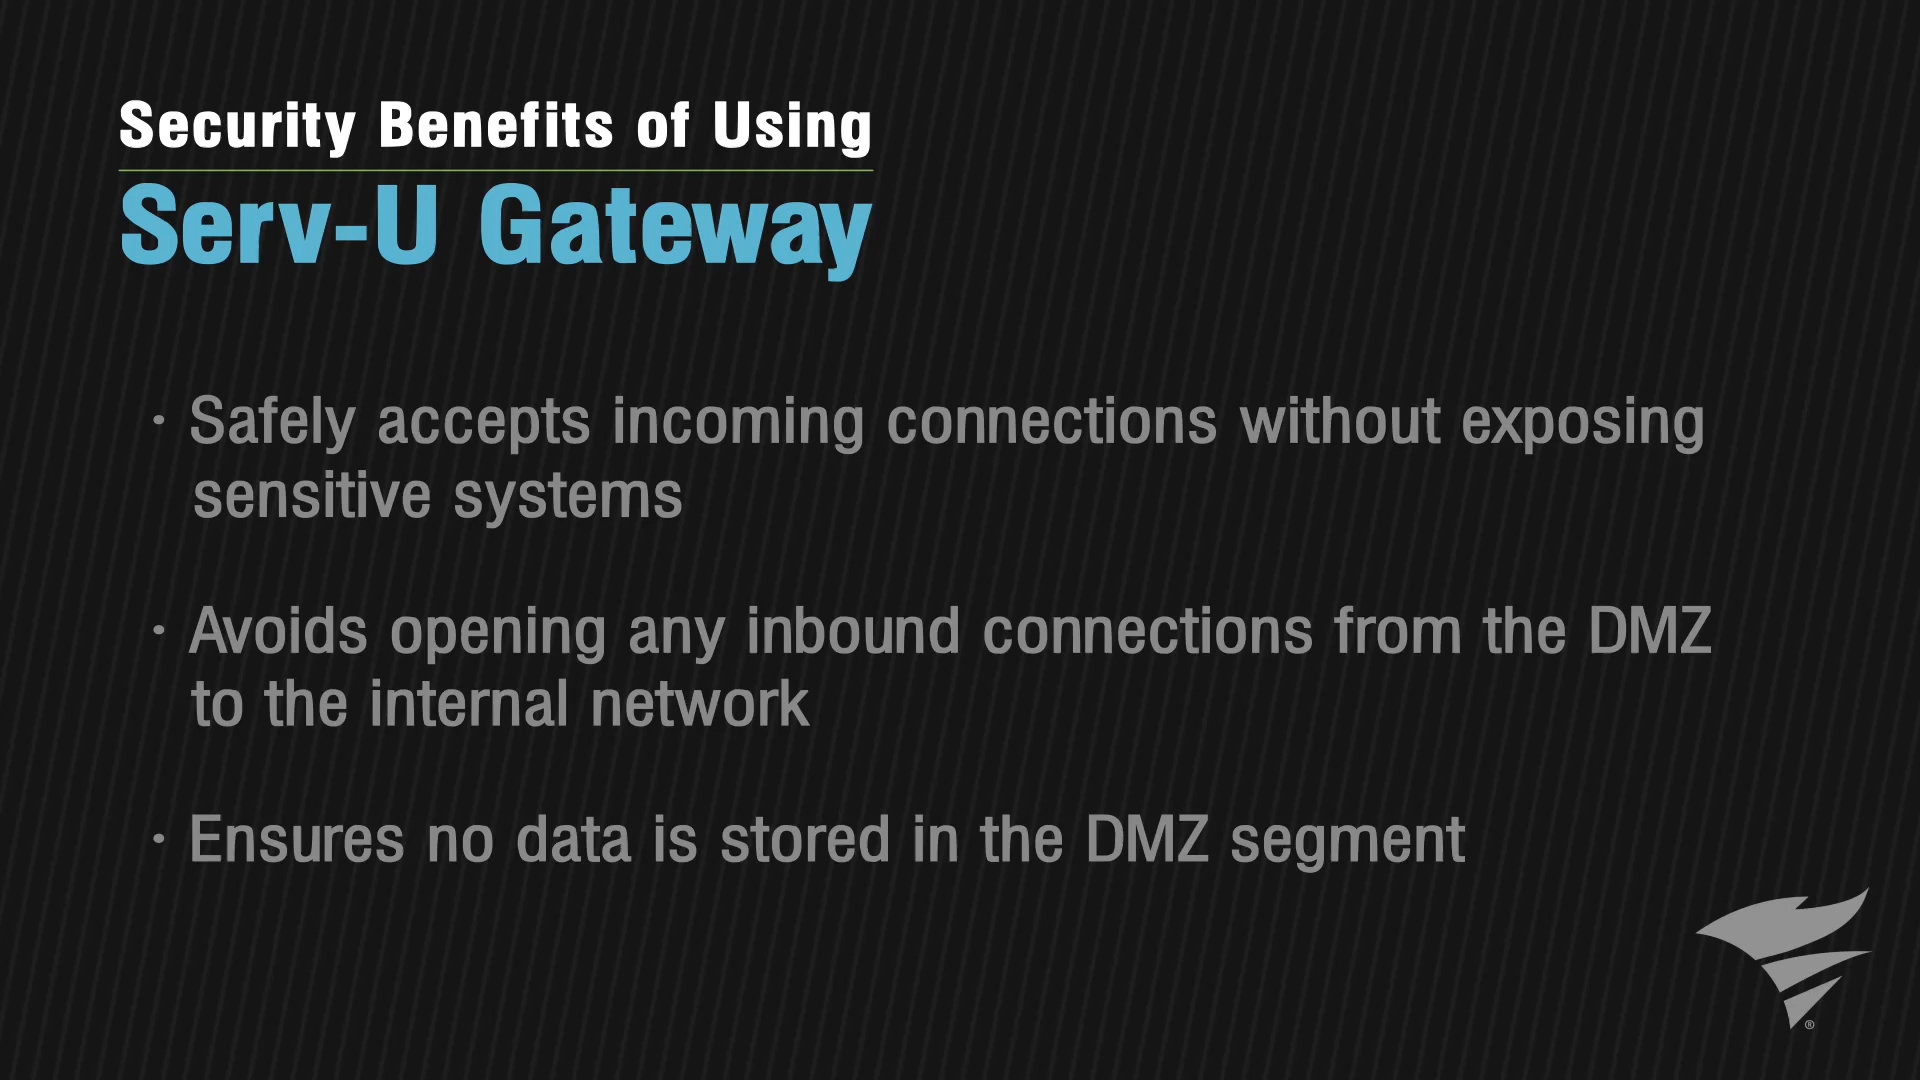 Security Benefits of Using
Serv-U Gateway
· Safely accepts incoming connections without exposing
sensitive systems
· Avoids opening any inbound connections from the DMZ
to the internal network
· Ensures no data is stored in the DMZ segment
®